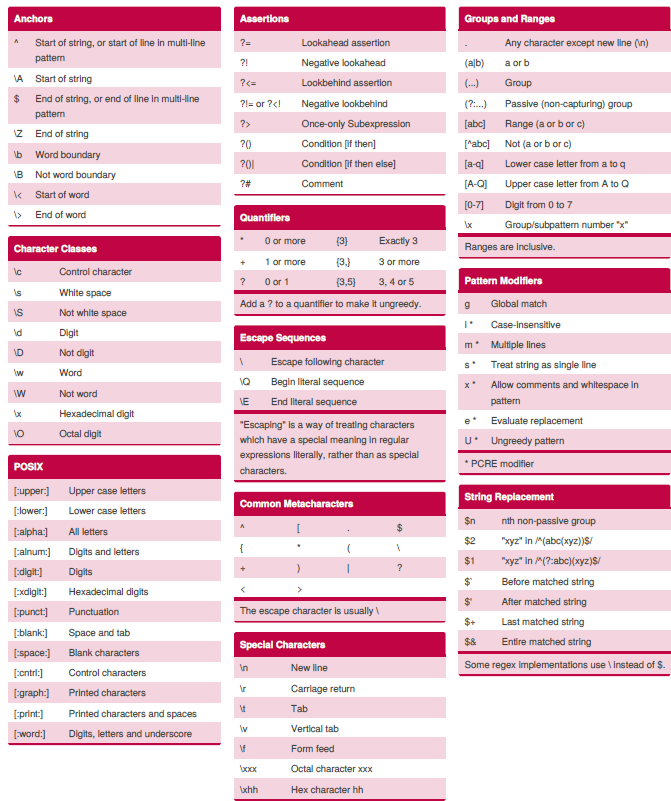 Anchors
^ Start of string, or start of line in multi-line
pattern
\A Start of string
$ End of string, or end of line in multi-line
pattern
\Z End of string
\b Word boundary
\B Not word boundary
\< Start of word
\> End of word
Character Classes
\c Control character
\s White space
\S Not white space
\d Digit
\D Not digit
\w Word
\W Not word
\x Hexadecimal digit
\O Octal digit
POSIX
[:upper:] Upper case letters
[:lower:] Lower case letters
[:alpha:] All letters
[:alnum:] Digits and letters
[:digit:] Digits
[:xdigit:] Hexadecimal digits
[:punct:] Punctuation
[:blank:] Space and tab
[:space:] Blank characters
[:cntrl:] Control characters
[:graph:] Printed characters
[:print:] Printed characters and spaces
[:word:] Digits, letters and underscore
Assertions
?= Lookahead assertion
?! Negative lookahead
?<= Lookbehind assertion
?!= or ?<! Negative lookbehind
?> Once-only Subexpression
?() Condition [if then]
?()| Condition [if then else]
?# Comment
Quantifiers
* 0 or more {3} Exactly 3
+ 1 or more {3,} 3 or more
? 0 or 1 {3,5} 3, 4 or 5
Add a ? to a quantifier to make it ungreedy.
Escape Sequences
\ Escape following character
\Q Begin literal sequence
\E End literal sequence
"Escaping" is a way of treating characters
which have a special meaning in regular
expressions literally, rather than as special
characters.
Common Metacharacters
^ [ . $
{ * ( \
+ ) | ?
< >
The escape character is usually \
Special Characters
\n New line
\r Carriage return
\t Tab
\v Vertical tab
\f Form feed
\xxx Octal character xxx
\xhh Hex character hh
Groups and Ranges
. Any character except new line (\n)
(a|b) a or b
(...) Group
(?:...) Passive (non-capturing) group
[abc] Range (a or b or c)
[^abc] Not (a or b or c)
[a-q] Lower case letter from a to q
[A-Q] Upper case letter from A to Q
[0-7] Digit from 0 to 7
\x Group/subpattern number "x"
Ranges are inclusive.
Pattern Modifiers
g Global match
i * Case-insensitive
m * Multiple lines
s * Treat string as single line
x * Allow comments and whitespace in
pattern
e * Evaluate replacement
U * Ungreedy pattern
* PCRE modifier
String Replacement
$n nth non-passive group
$2 "xyz" in /^(abc(xyz))$/
$1 "xyz" in /^(?:abc)(xyz)$/
$` Before matched string
$' After matched string
$+ Last matched string
$& Entire matched string
Some regex implementations use \ instead of $.